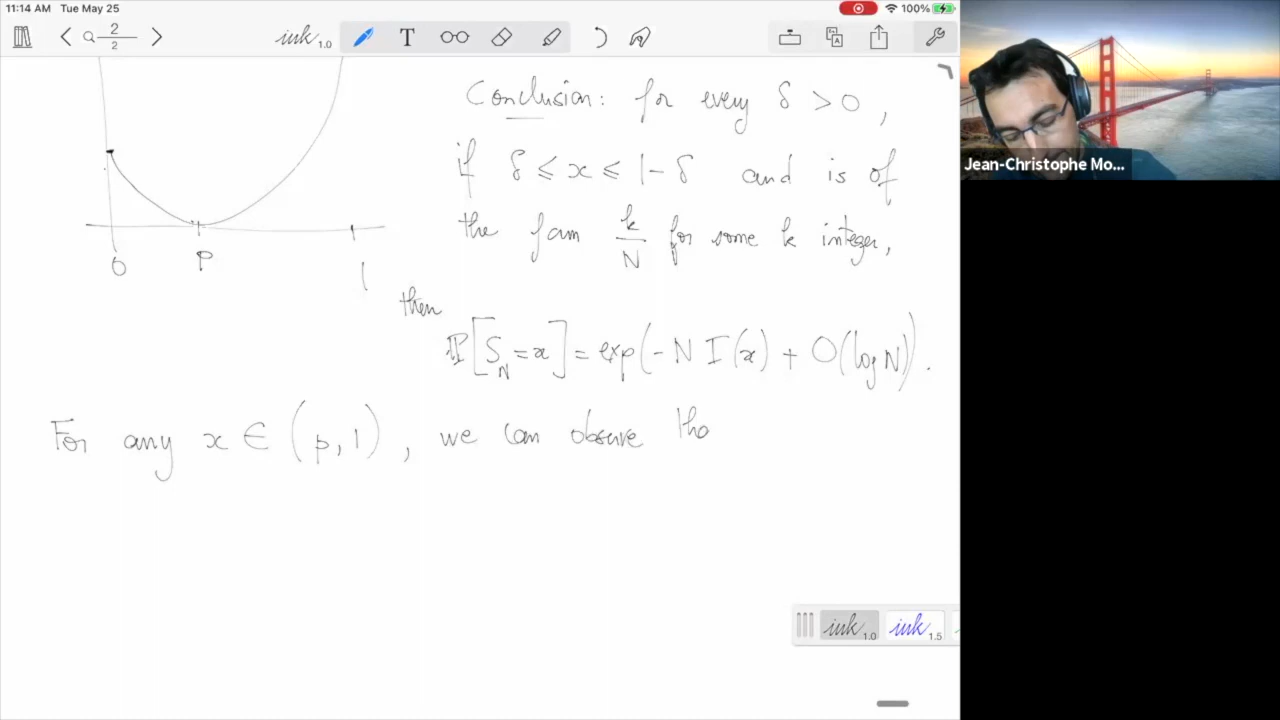 11:14 AM Tue May 25
100%
2
2
ink 1.0
T
Conclusion: for every δ > 0,
if δ ⩽ x ⩽ 1-δ and is of
the form k/N for some k integer,
then
P[S_N = x] = exp(-N I(x) + O(log N)).
0 p 1
For any x ∈ (p, 1), we can observe tha
ink 1.0 ink 1.5
Jean-Christophe Mo...